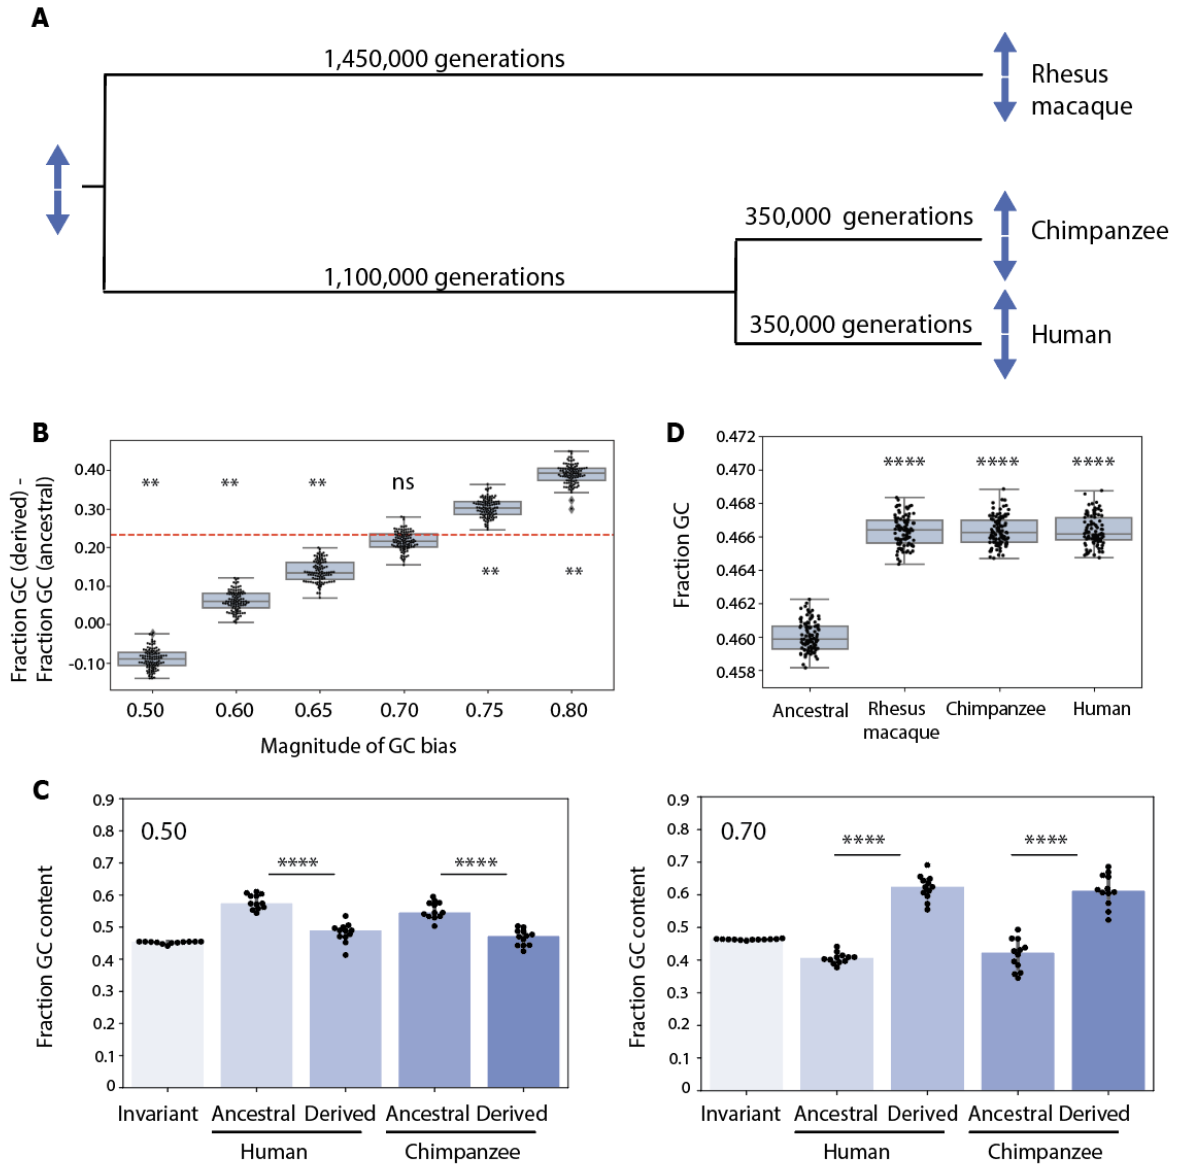 A
1,450,000 generations
Rhesus
macaque
350,000 generations
Chimpanzee
1,100,000 generations
350,000 generations
Human
B
Fraction GC (derived) -
Fraction GC (ancestral)
0.40
0.30
0.20
0.10
0.00
-0.10
** ** ** ns
** **
0.50 0.60 0.65 0.70 0.75 0.80
Magnitude of GC bias
D
Fraction GC
0.472
0.470
0.468
0.466
0.464
0.462
0.460
0.458
**** **** ****
Ancestral Rhesus Chimpanzee Human
macaque
C
Fraction GC content
0.9
0.8
0.7
0.6
0.5
0.4
0.3
0.2
0.1
0
0.50
**** ****
Invariant Ancestral Derived Ancestral Derived
Human Chimpanzee
Fraction GC content
0.9
0.8
0.7
0.6
0.5
0.4
0.3
0.2
0.1
0
0.70
**** ****
Invariant Ancestral Derived Ancestral Derived
Human Chimpanzee